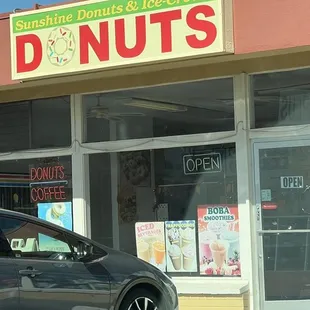 Sunshine Donuts & Ice-Cr
DONUTS
OPEN
DONUTS
COFFEE
OPEN
BOBA
SMOOTHIES
ICED